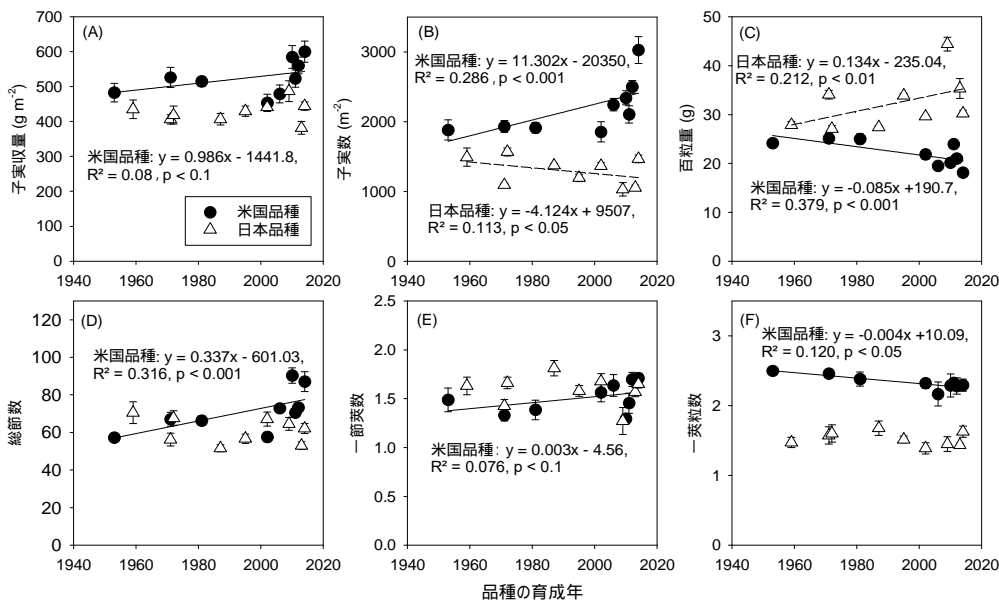 (A)
700
600
500
400
300
200
100
0
子実収量 (g m⁻²)
米国品種: y = 0.986x - 1441.8,
R² = 0.08 , p < 0.1
米国品種
日本品種
1940 1960 1980 2000 2020
(B)
3000
2000
1000
0
子実数 (m⁻²)
米国品種: y = 11.302x - 20350,
R² = 0.286 , p < 0.001
日本品種: y = -4.124x + 9507,
R² = 0.113, p < 0.05
1940 1960 1980 2000 2020
(C)
50
40
30
20
10
0
百粒重 (g)
日本品種: y = 0.134x - 235.04,
R² = 0.212, p < 0.01
米国品種: y = -0.085x +190.7,
R² = 0.379, p < 0.001
1940 1960 1980 2000 2020
(D)
120
100
80
60
40
20
0
総節数
米国品種: y = 0.337x - 601.03,
R² = 0.316, p < 0.001
1940 1960 1980 2000 2020
(E)
2.5
2.0
1.5
1.0
0.5
0.0
一節莢数
米国品種: y = 0.003x - 4.56,
R² = 0.076, p < 0.1
1940 1960 1980 2000 2020
(F)
3
2
1
0
一莢粒数
米国品種: y = -0.004x +10.09,
R² = 0.120, p < 0.05
1940 1960 1980 2000 2020
品種の育成年